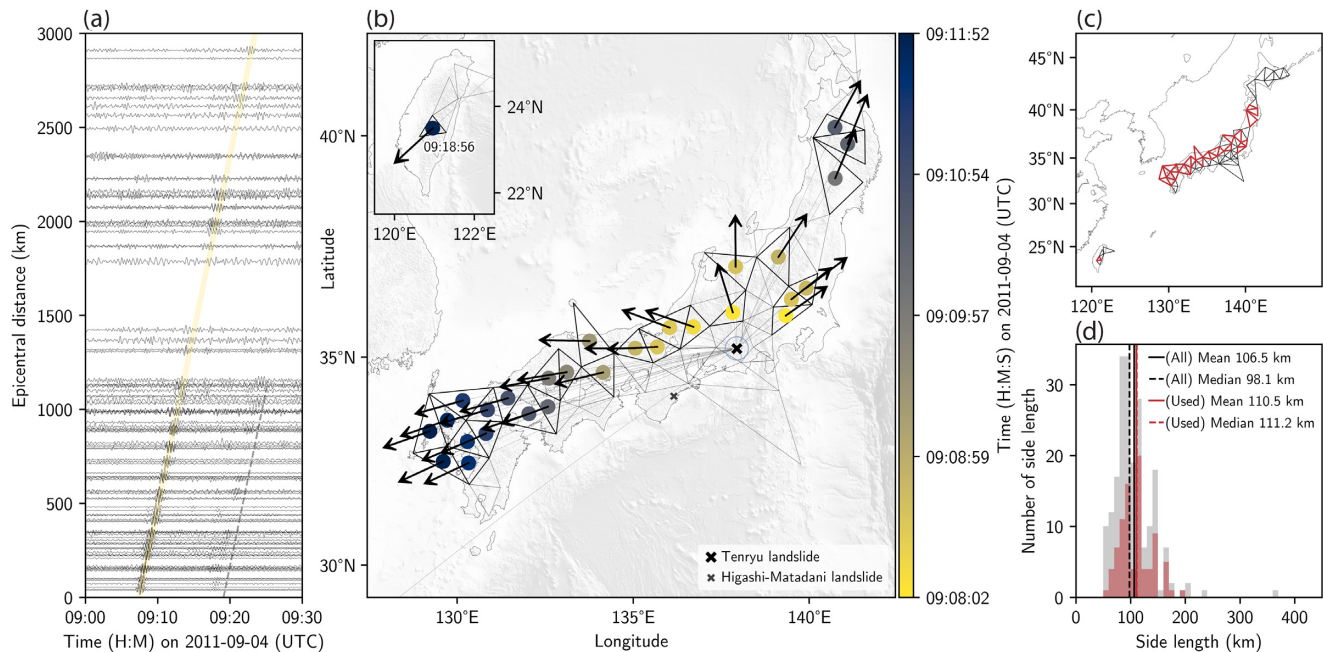 (a)
3000
2500
2000
1500
1000
500
0
Epicentral distance (km)
09:00
09:10
09:20
09:30
Time (H:M) on 2011-09-04 (UTC)
(b)
40°N
35°N
30°N
Latitude
130°E
135°E
140°E
Longitude
24°N
22°N
120°E
122°E
09:18:56
Tenryu landslide
Higashi-Matadani landslide
09:11:52
09:10:54
09:09:57
09:08:59
09:08:02
Time (H:M:S) on 2011-09-04 (UTC)
(c)
45°N
40°N
35°N
30°N
25°N
120°E
130°E
140°E
(d)
30
20
10
0
Number of side length
(All) Mean 106.5 km
(All) Median 98.1 km
(Used) Mean 110.5 km
(Used) Median 111.2 km
0
100
200
300
400
Side length (km)